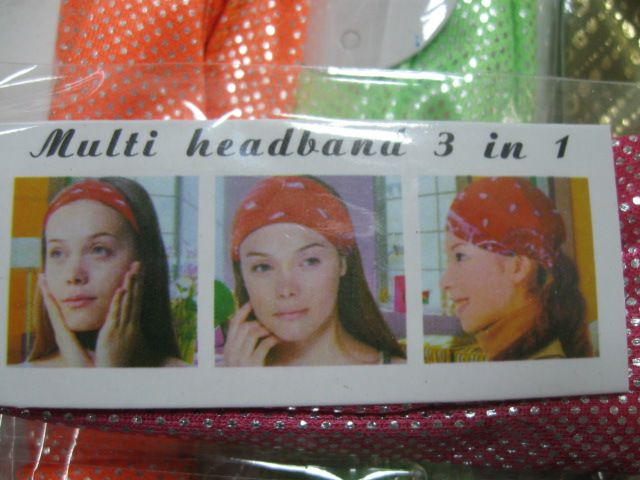 Multi headband 3 in 1